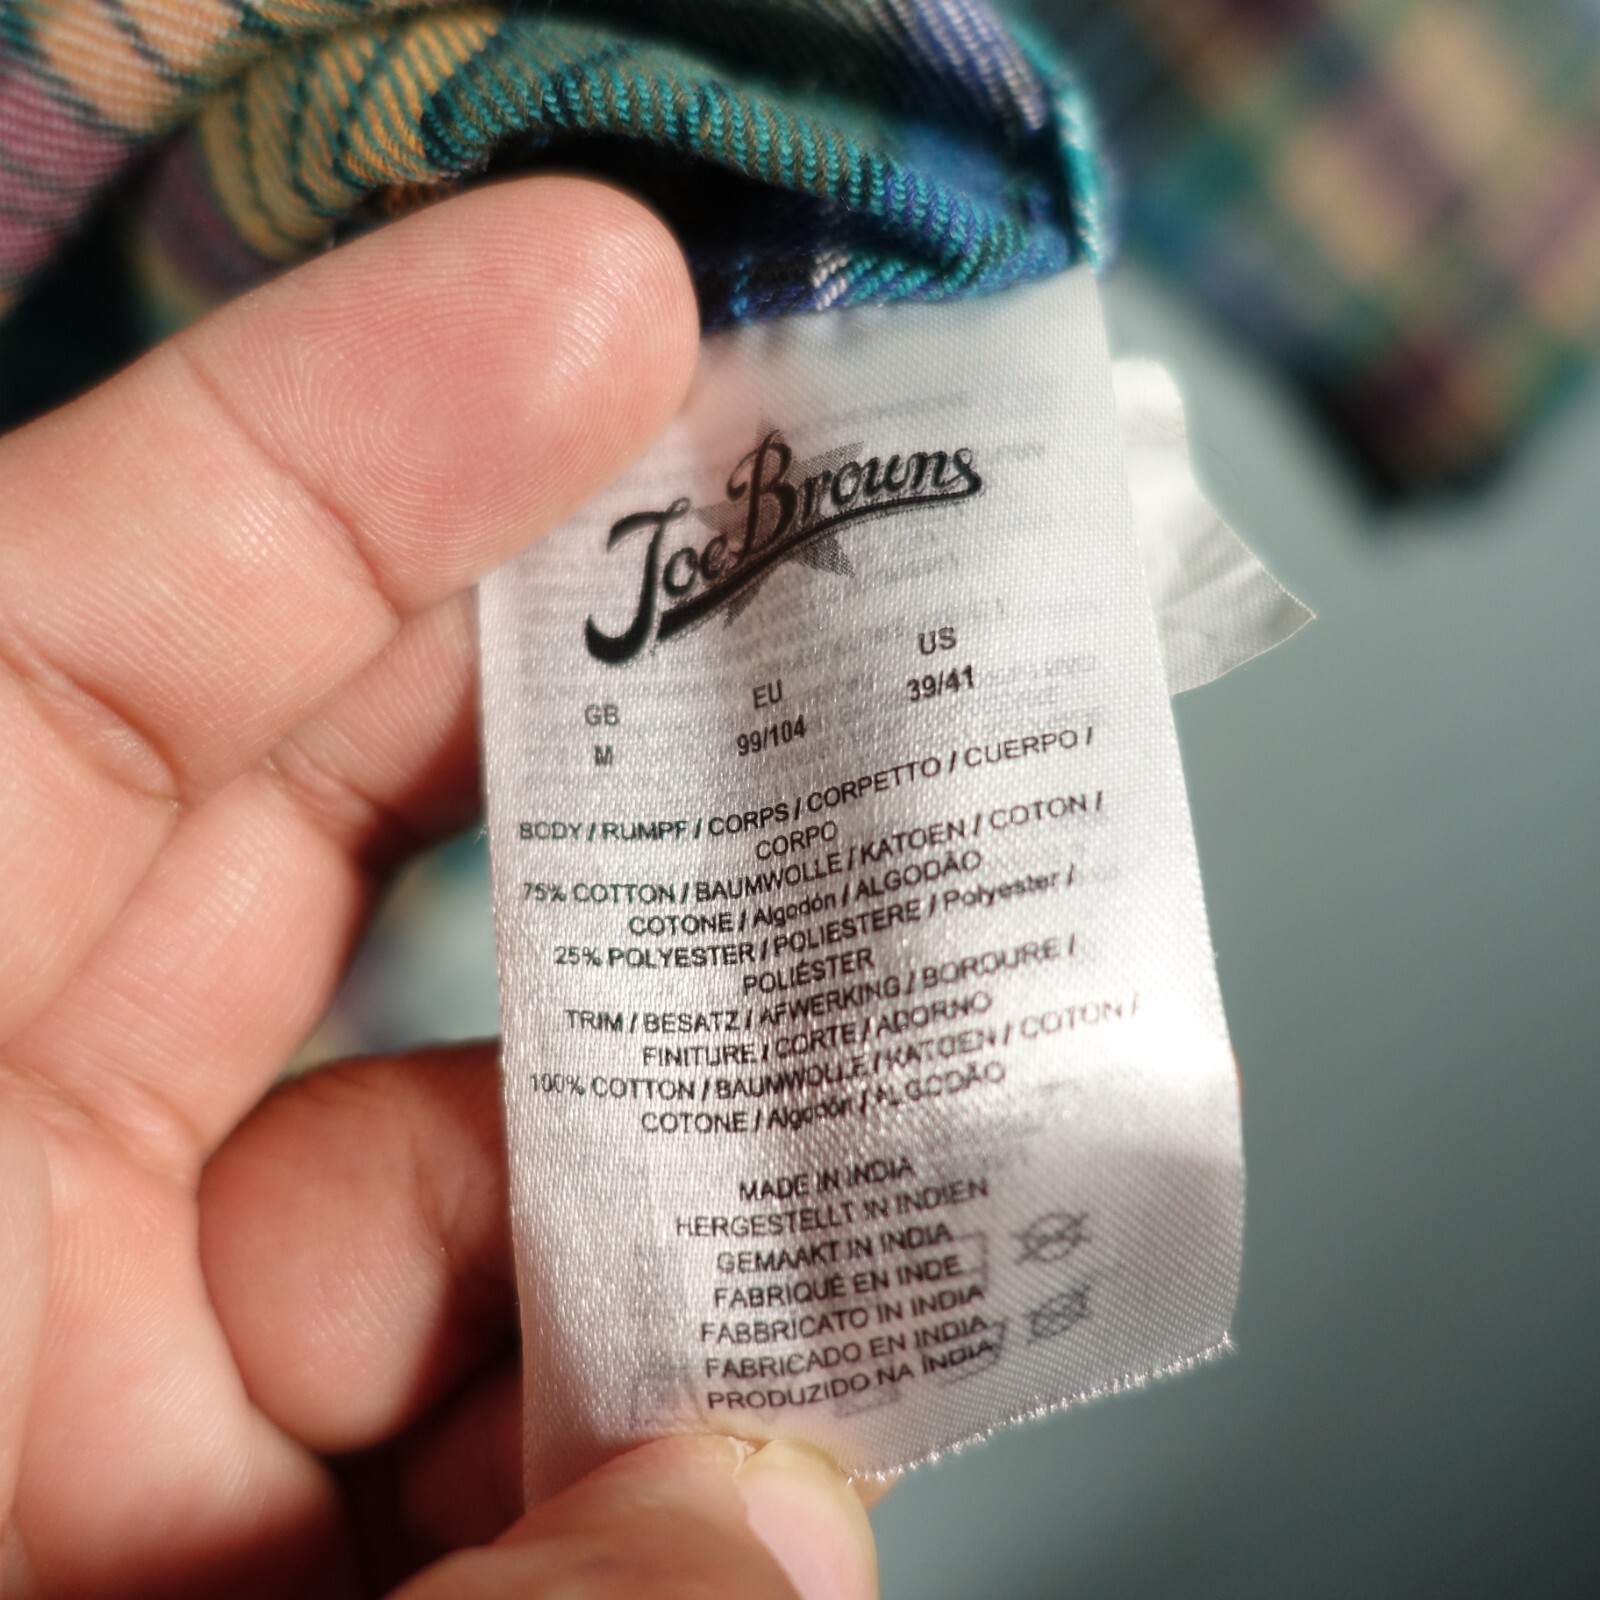 Joe Browns
GB EU US
M 99/104 39/41
BODY / RUMPF / CORPS / CORPETTO / CUERPO /
CORPO
75% COTTON / BAUMWOLLE / KATOEN / COTON /
COTONE / Algodón / ALGODÃO
25% POLYESTER / POLIESTERE / Polyester /
POLIÉSTER
TRIM / BESATZ / AFWERKING / BORDURE /
FINITURE / CORTE / ADORNO
100% COTTON / BAUMWOLLE / KATOEN / COTON /
COTONE / Algodón / ALGODÃO
MADE IN INDIA
HERGESTELLT IN INDIEN
GEMAAKT IN INDIA
FABRIQUÉ EN INDE
FABBRICATO IN INDIA
FABRICADO EN INDIA
PRODUZIDO NA ÍNDIA